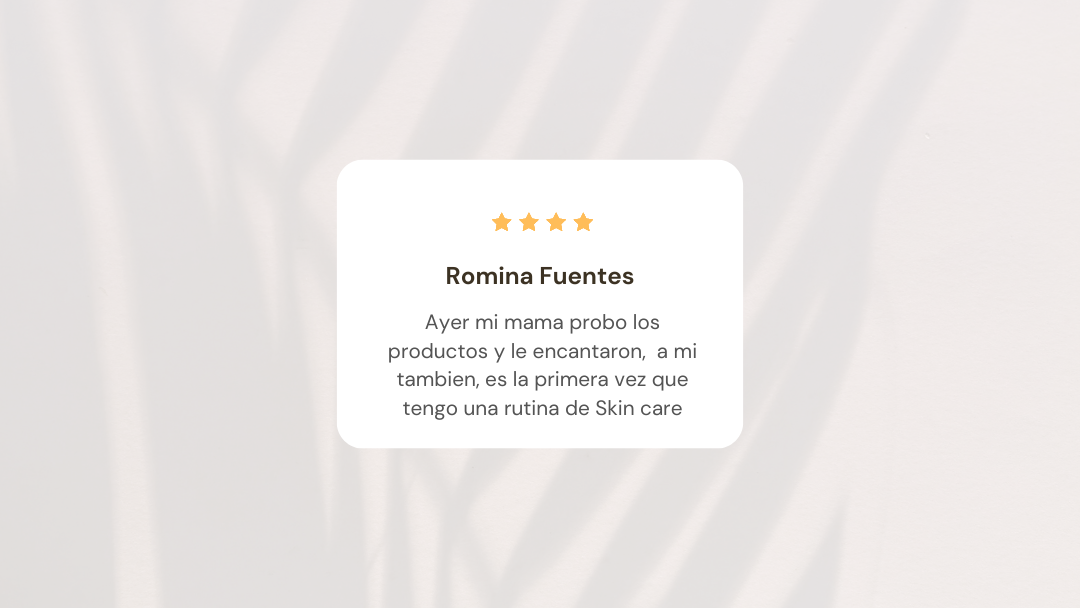 Romina Fuentes
Ayer mi mama probo los
productos y le encantaron,  a mi
tambien, es la primera vez que
tengo una rutina de Skin care